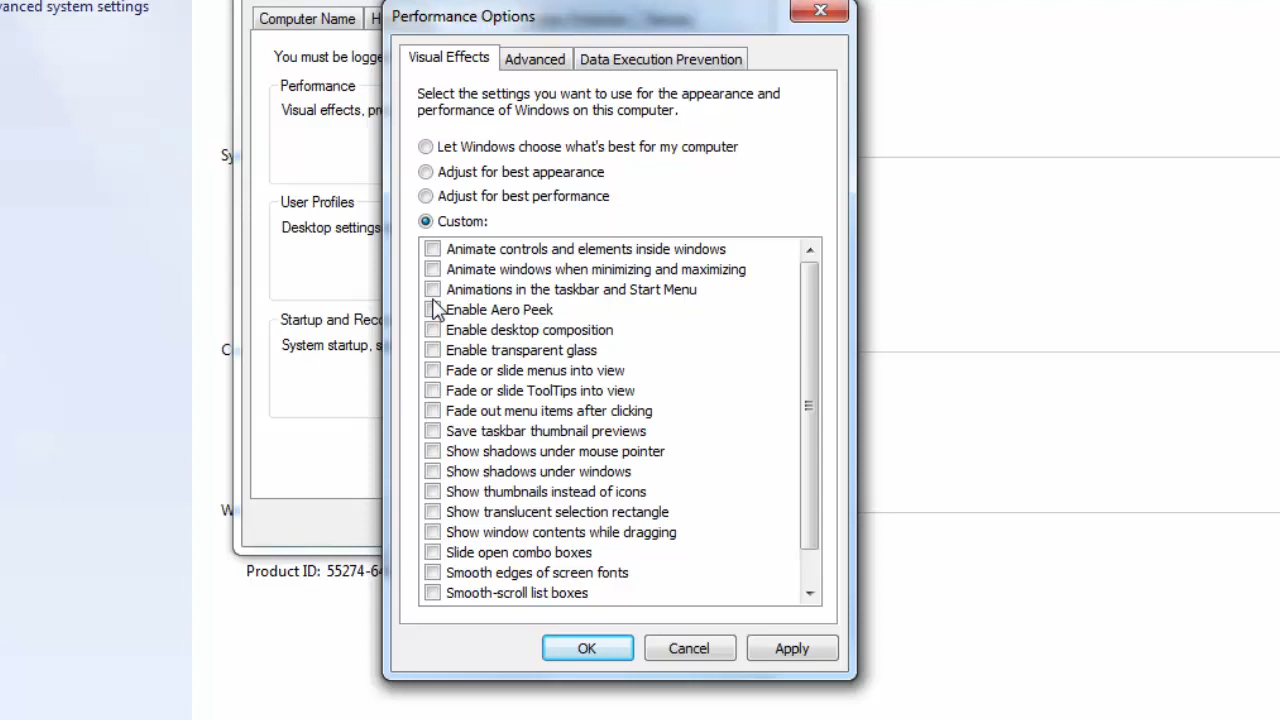 vanced system settings
Performance Options
Computer Name
H
Visual Effects
Advanced
Data Execution Prevention
You must be logge
Performance
Visual effects, pr
User Profiles
Desktop settings
Startup and Reco
System startup, s
Sy
C
W
Product ID: 55274-64
Select the settings you want to use for the appearance and
performance of Windows on this computer.
Let Windows choose what's best for my computer
Adjust for best appearance
Adjust for best performance
Custom:
Animate controls and elements inside windows
Animate windows when minimizing and maximizing
Animations in the taskbar and Start Menu
Enable Aero Peek
Enable desktop composition
Enable transparent glass
Fade or slide menus into view
Fade or slide ToolTips into view
Fade out menu items after clicking
Save taskbar thumbnail previews
Show shadows under mouse pointer
Show shadows under windows
Show thumbnails instead of icons
Show translucent selection rectangle
Show window contents while dragging
Slide open combo boxes
Smooth edges of screen fonts
Smooth-scroll list boxes
OK
Cancel
Apply